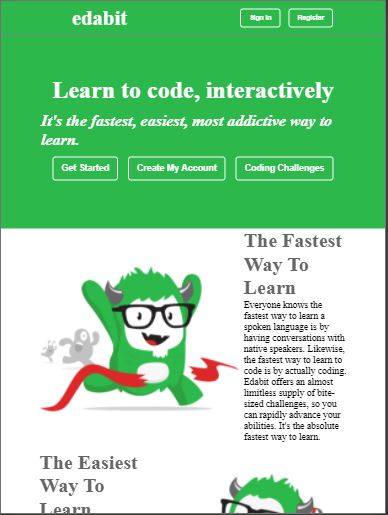 edabit
Sign In
Register
Learn to code, interactively
It's the fastest, easiest, most addictive way to
learn.
Get Started
Create My Account
Coding Challenges
The Fastest
Way To
Learn
Everyone knows the
fastest way to learn a
spoken language is by
having conversations with
native speakers. Likewise,
the fastest way to learn to
code is by actually coding.
Edabit offers an almost
limitless supply of bite-
sized challenges, so you
can rapidly advance your
abilities. It's the absolute
fastest way to learn.
The Easiest
Way To
Learn